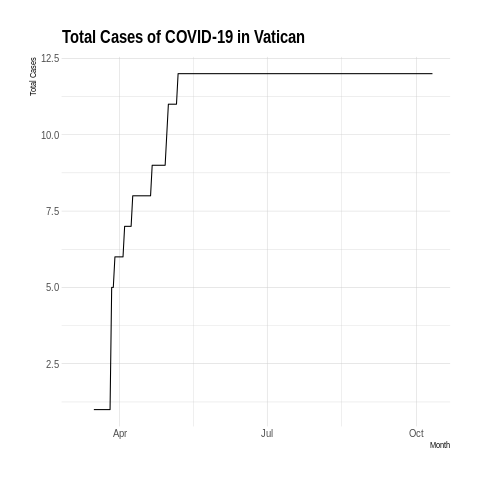 Total Cases of COVID-19 in Vatican
Total Cases
12.5
10.0
7.5
5.0
2.5
Apr Jul Oct
Month